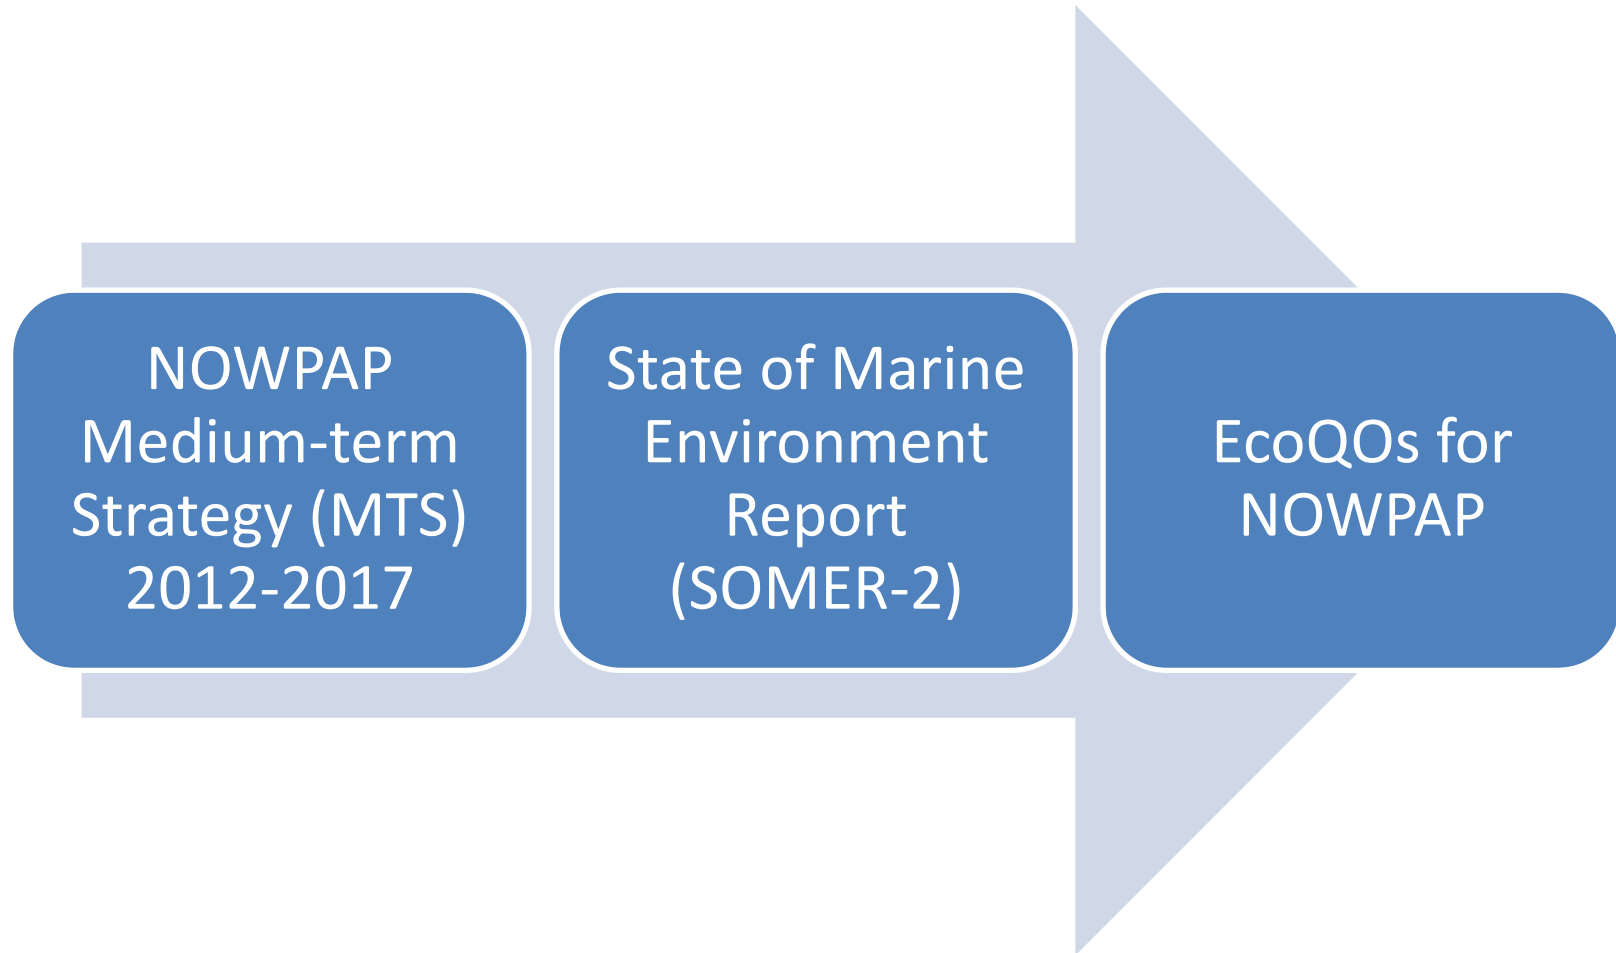 NOWPAP
Medium-term
Strategy (MTS)
2012-2017
State of Marine
Environment
Report
(SOMER-2)
EcoQOs for
NOWPAP